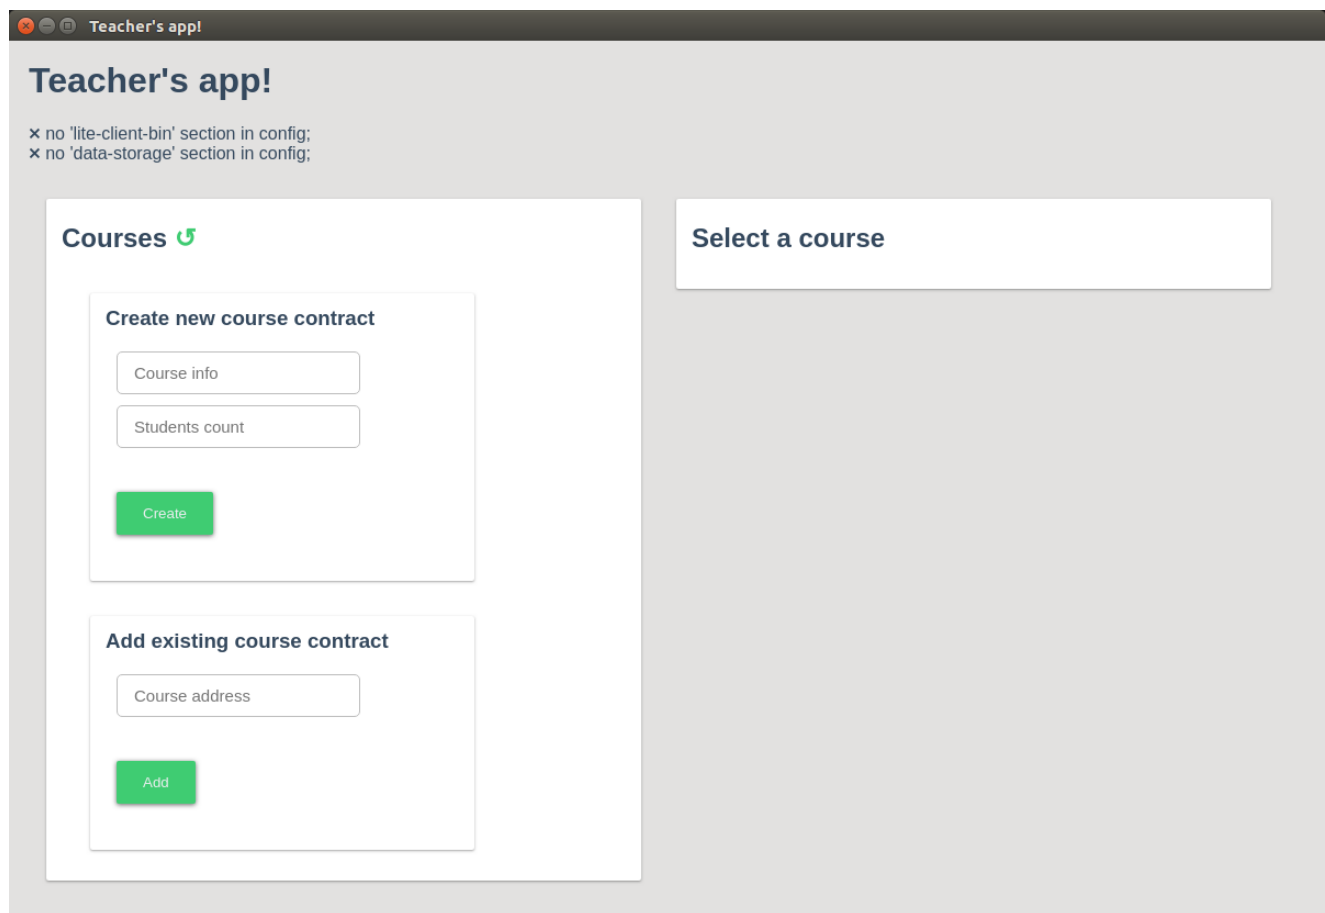 Teacher's app!
Teacher's app!
× no 'lite-client-bin' section in config;
× no 'data-storage' section in config;
Courses ↺
Create new course contract
Course info
Students count
Create
Add existing course contract
Course address
Add
Select a course